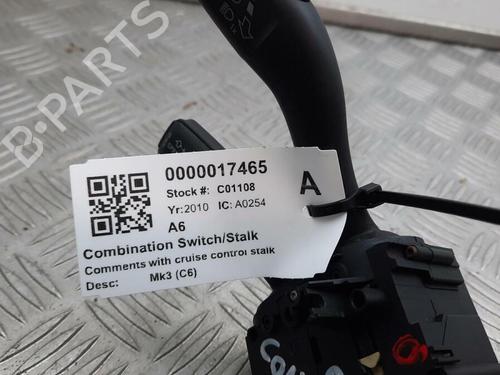 B-PARTS
0000017465
Stock #: C01108
Yr:2010 IC: A0254
A
A6
Combination Switch/Stalk
Comments with cruise control stalk
Desc: Mk3 (C6)